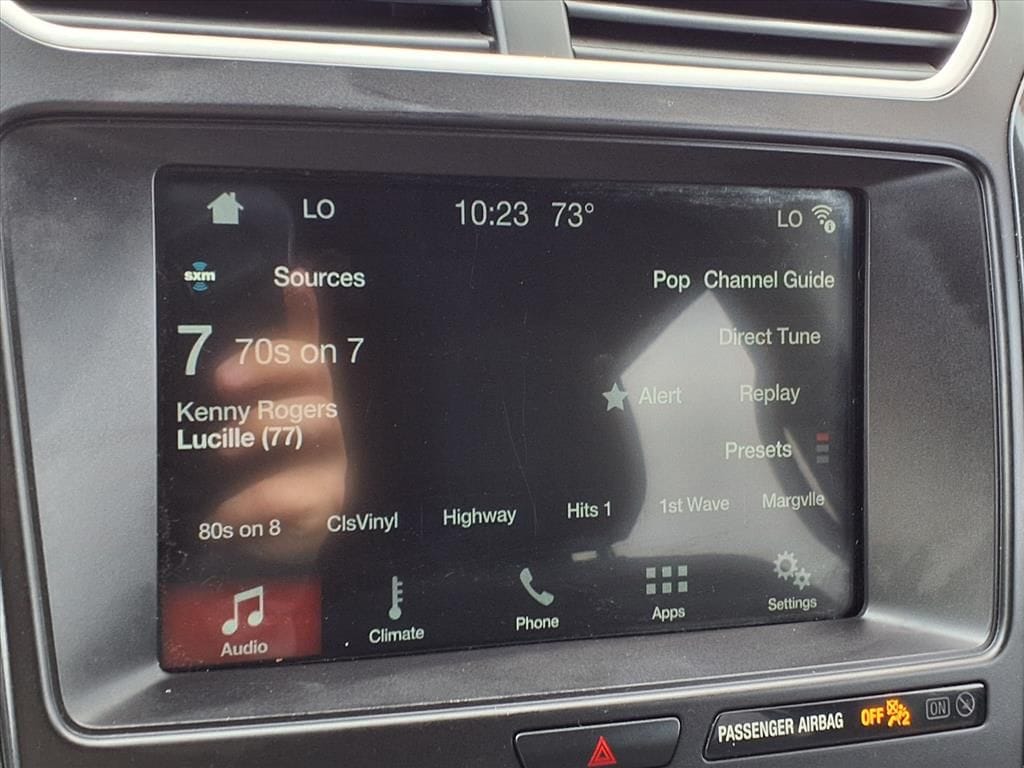 LO 10:23 73° LO
sxm Sources Pop Channel Guide
7 70s on 7 Direct Tune
Kenny Rogers Alert Replay
Lucille (77) Presets
80s on 8 ClsVinyl Highway Hits 1 1st Wave Margvlle
Audio Climate Phone Apps Settings
PASSENGER AIRBAG OFF 2 ON